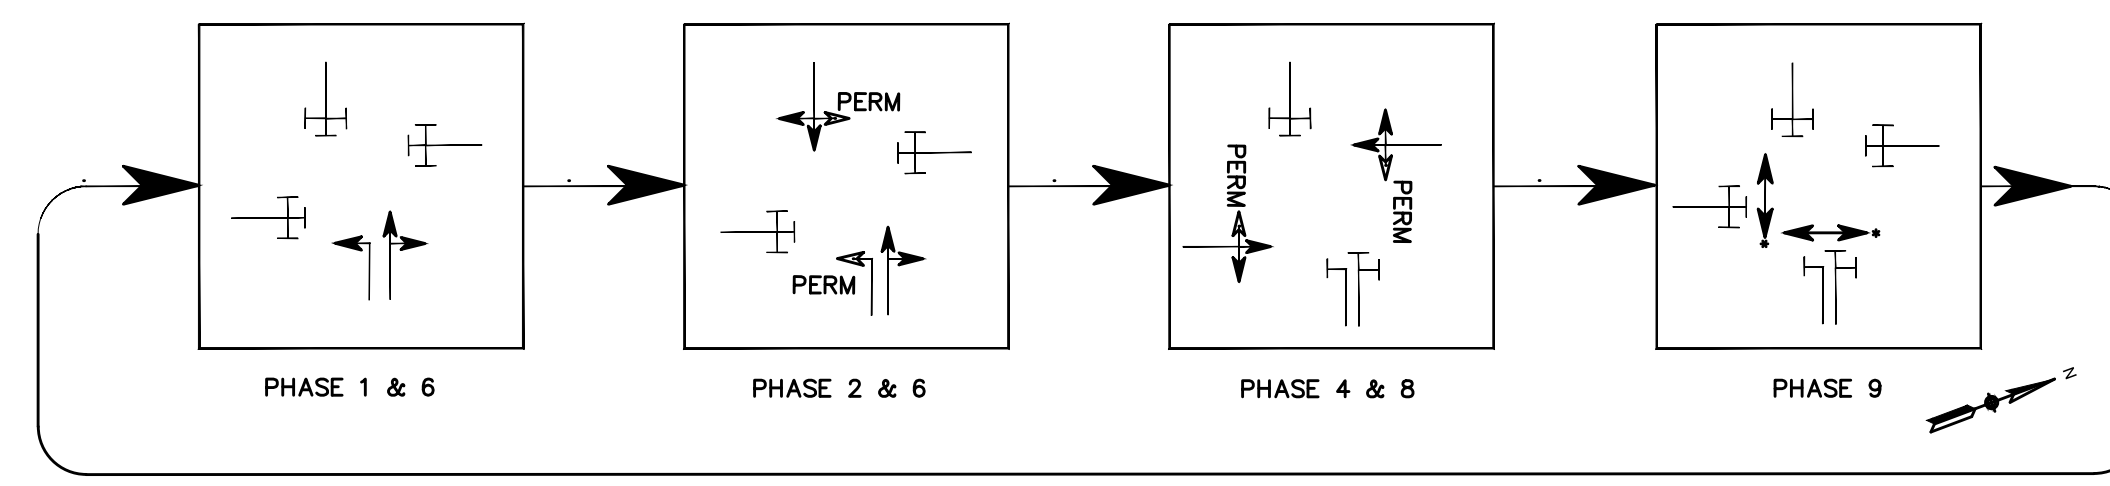 PERM
PERM
PERM
PERM
*
*
PHASE 1 & 6
PHASE 2 & 6
PHASE 4 & 8
PHASE 9
N